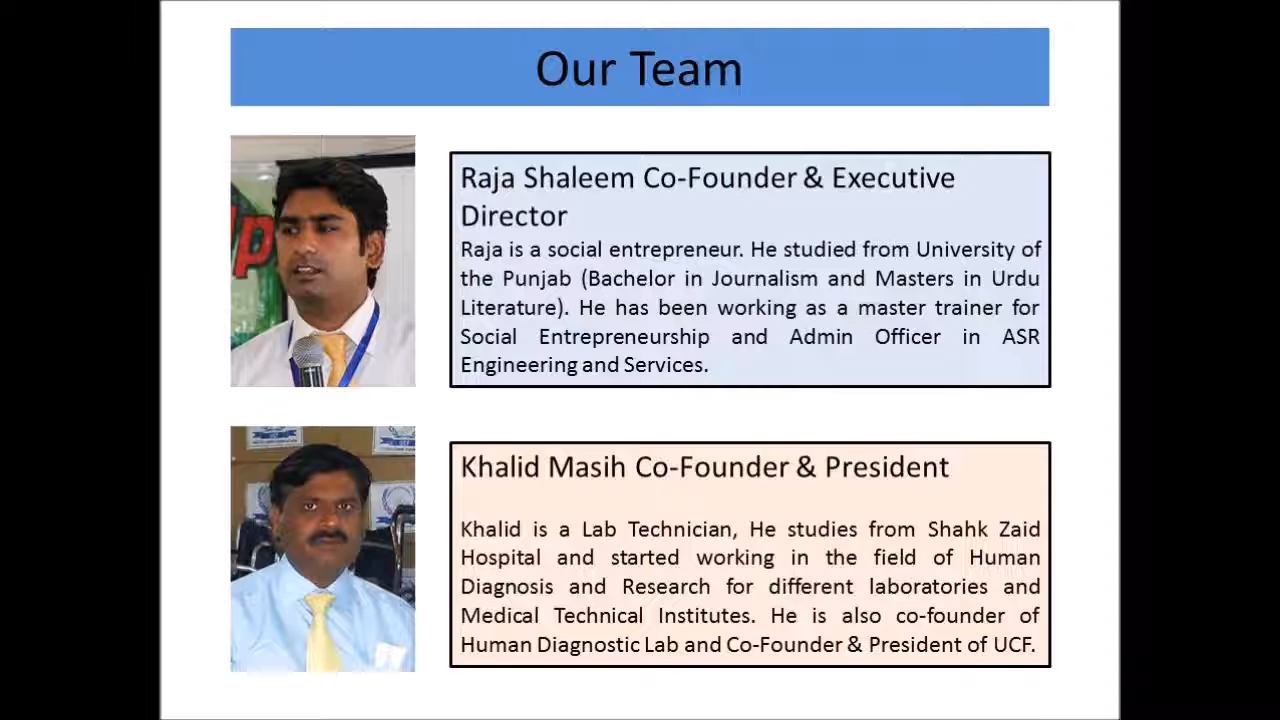 Our Team
Raja Shaleem Co-Founder & Executive
Director
Raja is a social entrepreneur. He studied from University of
the Punjab (Bachelor in Journalism and Masters in Urdu
Literature). He has been working as a master trainer for
Social Entrepreneurship and Admin Officer in ASR
Engineering and Services.
Khalid Masih Co-Founder & President
Khalid is a Lab Technician, He studies from Shahk Zaid
Hospital and started working in the field of Human
Diagnosis and Research for different laboratories and
Medical Technical Institutes. He is also co-founder of
Human Diagnostic Lab and Co-Founder & President of UCF.